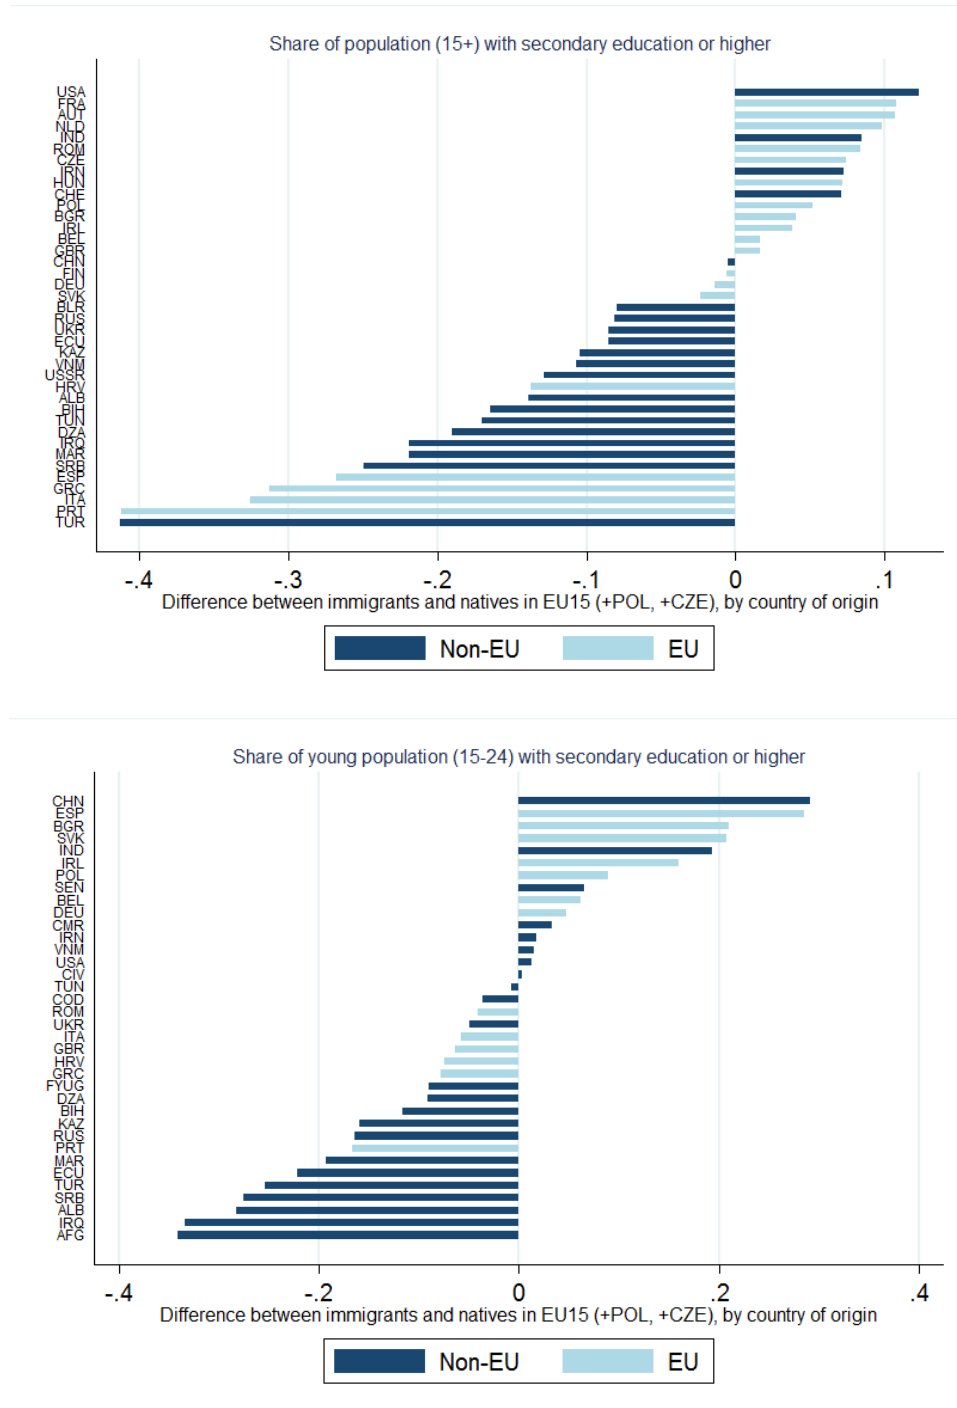 Share of population (15+) with secondary education or higher
USA
FRA
AUT
NLD
IND
ROM
CZE
IRN
HUN
CHE
POL
BGR
IRL
BEL
GBR
CHN
FIN
DEU
SVK
BLR
RUS
UKR
ECU
KAZ
VNM
USSR
HRV
ALB
BIH
TUN
DZA
IRQ
MAR
SRB
ESP
GRC
ITA
PRT
TUR
-.4 -.3 -.2 -.1 0 .1
Difference between immigrants and natives in EU15 (+POL, +CZE), by country of origin
Non-EU EU
Share of young population (15-24) with secondary education or higher
CHN
ESP
BGR
SVK
IND
IRL
POL
SEN
BEL
DEU
CMR
IRN
VNM
USA
CIV
TUN
COD
ROM
UKR
ITA
GBR
HRV
GRC
FYUG
DZA
BIH
KAZ
RUS
PRT
MAR
ECU
TUR
SRB
ALB
IRQ
AFG
-.4 -.2 0 .2 .4
Difference between immigrants and natives in EU15 (+POL, +CZE), by country of origin
Non-EU EU